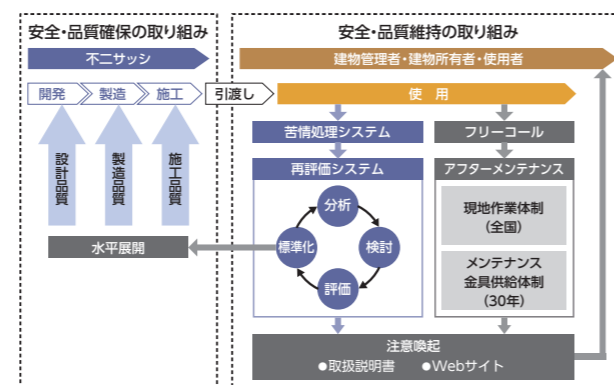 安全・品質確保の取り組み
不二サッシ
開発
製造
施工
引渡し
設計品質
製造品質
施工品質
水平展開
安全・品質維持の取り組み
建物管理者・建物所有者・使用者
使 用
苦情処理システム
フリーコール
再評価システム
分析
検討
評価
標準化
アフターメンテナンス
現地作業体制
(全国)
メンテナンス
金具供給体制
(30年)
注意喚起
●取扱説明書 ●Webサイト